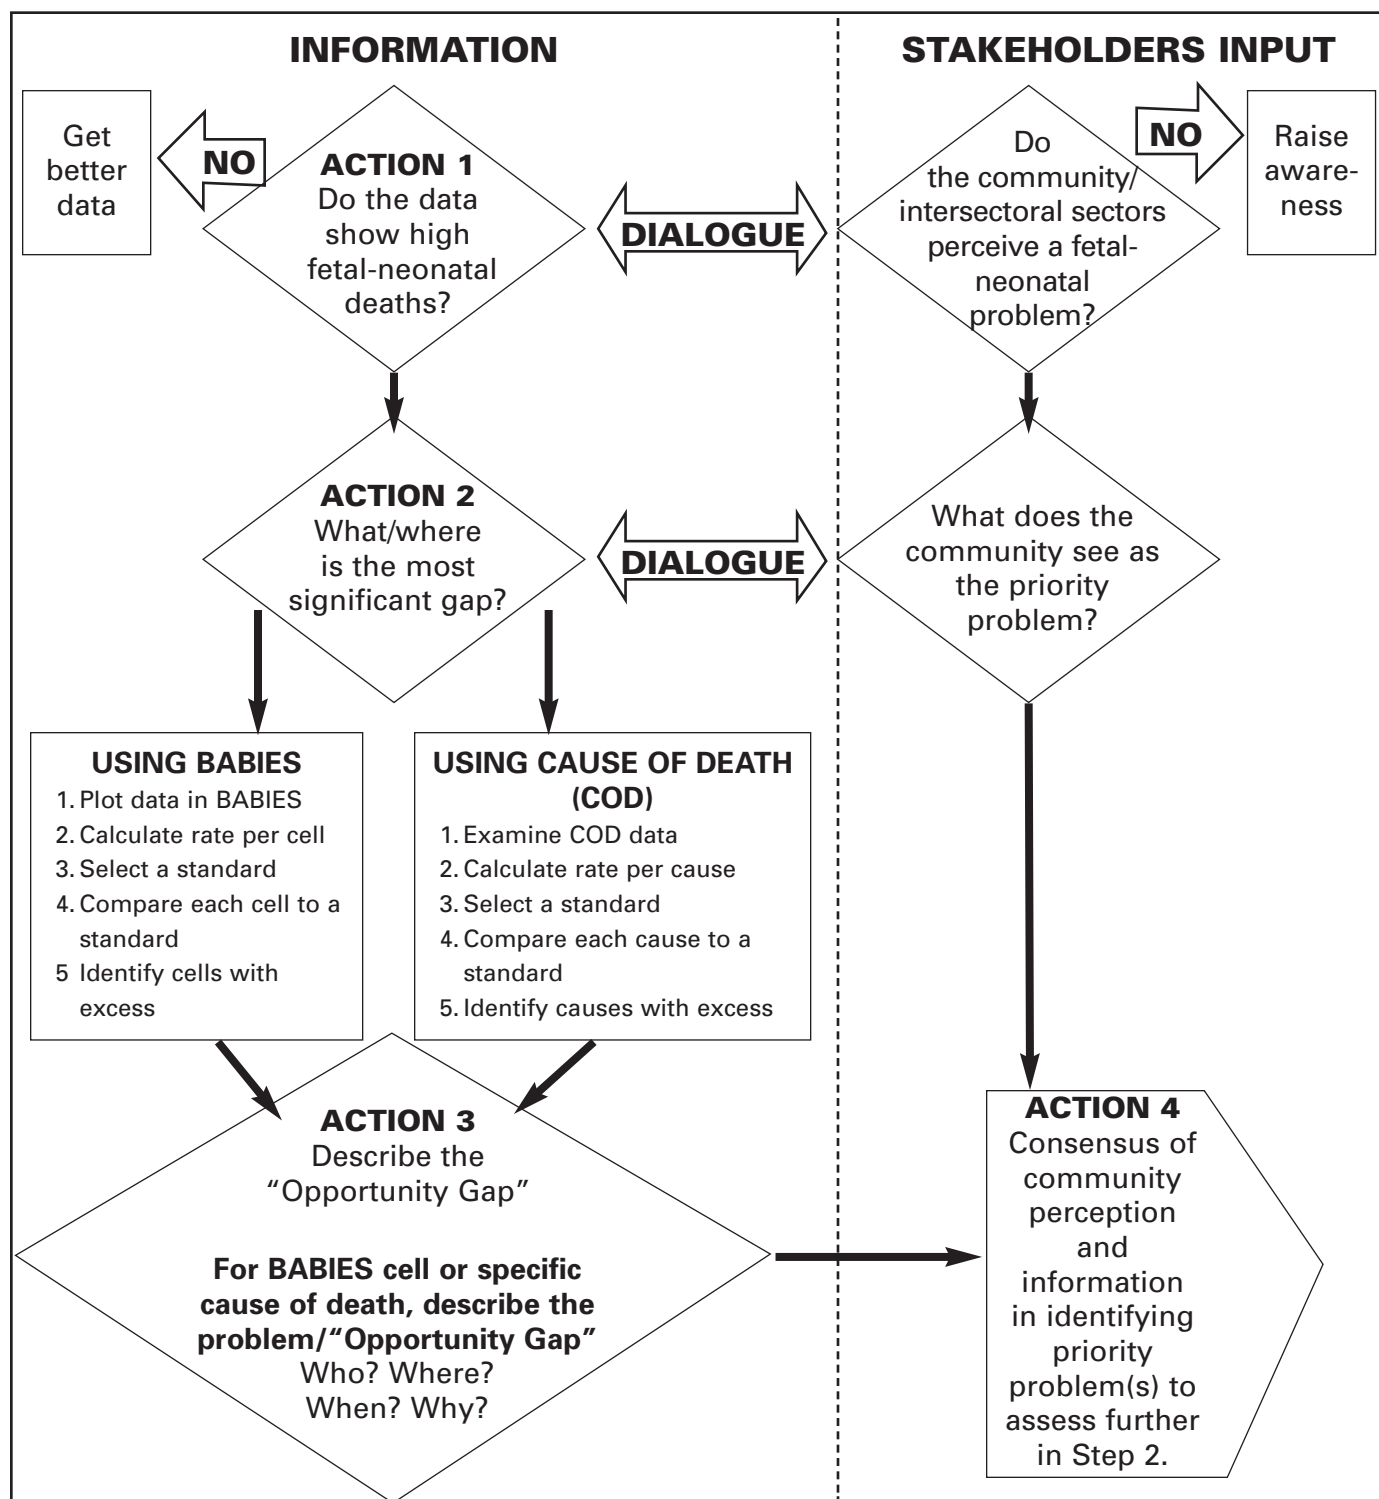 INFORMATION
STAKEHOLDERS INPUT
Get
better
data
NO
ACTION 1
Do the data
show high
fetal-neonatal
deaths?
DIALOGUE
Do
the community/
intersectoral sectors
perceive a fetal-
neonatal
problem?
NO
Raise
aware-
ness
ACTION 2
What/where
is the most
significant gap?
DIALOGUE
What does the
community see as
the priority
problem?
USING BABIES
1. Plot data in BABIES
2. Calculate rate per cell
3. Select a standard
4. Compare each cell to a
standard
5 Identify cells with
excess
USING CAUSE OF DEATH
(COD)
1. Examine COD data
2. Calculate rate per cause
3. Select a standard
4. Compare each cause to a
standard
5. Identify causes with excess
ACTION 3
Describe the
“Opportunity Gap”
For BABIES cell or specific
cause of death, describe the
problem/“Opportunity Gap”
Who? Where?
When? Why?
ACTION 4
Consensus of
community
perception
and
information
in identifying
priority
problem(s) to
assess further
in Step 2.